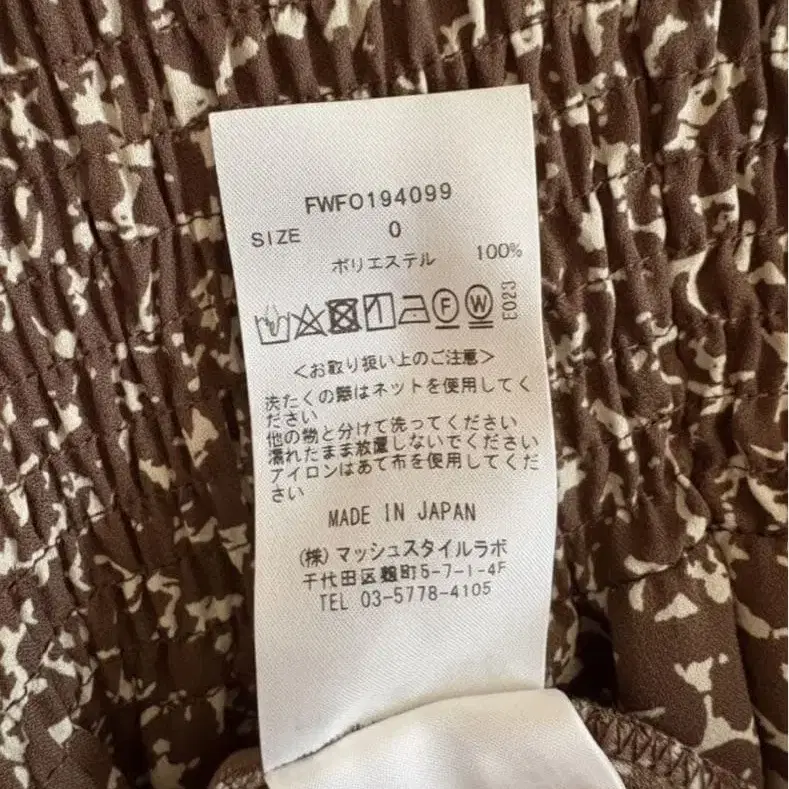 FWFO194099
SIZE 0
ポリエステル 100%
F W E023
<お取り扱い上のご注意>
洗たくの際はネットを使用してく
ださい
他の物と分けて洗ってください
濡れたまま放置しないでください
アイロンはあて布を使用してくだ
さい
MADE IN JAPAN
(株)マッシュスタイルラボ
千代田区麹町5-7-1-4F
TEL 03-5778-4105